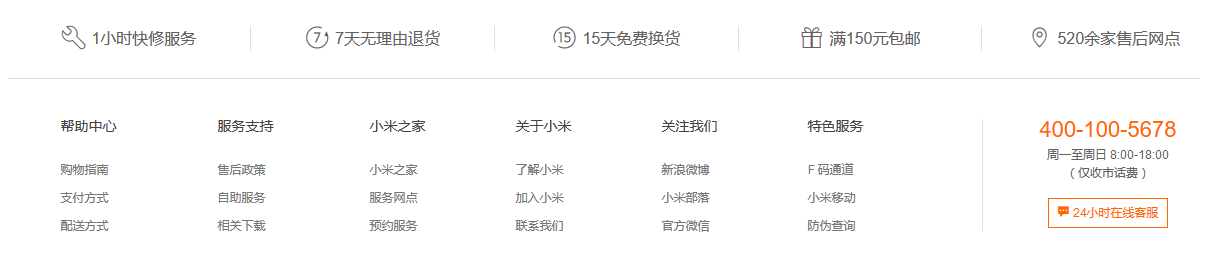 1小时快修服务 7 7天无理由退货 15 15天免费换货 满150元包邮 520余家售后网点
帮助中心 服务支持 小米之家 关于小米 关注我们 特色服务 400-100-5678
周一至周日 8:00-18:00
购物指南 售后政策 小米之家 了解小米 新浪微博 F 码通道 (仅收市话费)
支付方式 自助服务 服务网点 加入小米 小米部落 小米移动
24小时在线客服
配送方式 相关下载 预约服务 联系我们 官方微信 防伪查询